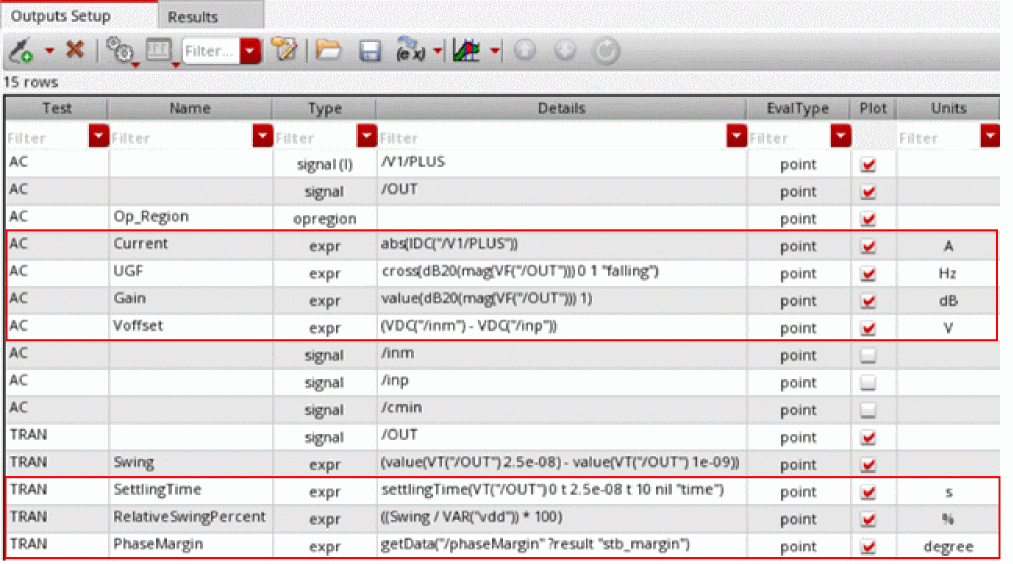 Outputs Setup Results
Filter...
15 rows
Test Name Type Details EvalType Plot Units
Filter Filter Filter Filter Filter Filter
AC signal (I) /V1/PLUS point
AC signal /OUT point
AC Op_Region opregion point
AC Current expr abs(IDC("/V1/PLUS")) point A
AC UGF expr cross(dB20(mag(VF("/OUT"))) 0 1 "falling") point Hz
AC Gain expr value(dB20(mag(VF("/OUT"))) 1) point dB
AC Voffset expr (VDC("/inm") - VDC("/inp")) point V
AC signal /inm point
AC signal /inp point
AC signal /cmin point
TRAN signal /OUT point
TRAN Swing expr (value(VT("/OUT") 2.5e-08) - value(VT("/OUT") 1e-09)) point
TRAN SettlingTime expr settlingTime(VT("/OUT") 0 t 2.5e-08 t 10 nil "time") point s
TRAN RelativeSwingPercent expr ((Swing / VAR("vdd")) * 100) point %
TRAN PhaseMargin expr getData("/phaseMargin" ?result "stb_margin") point degree